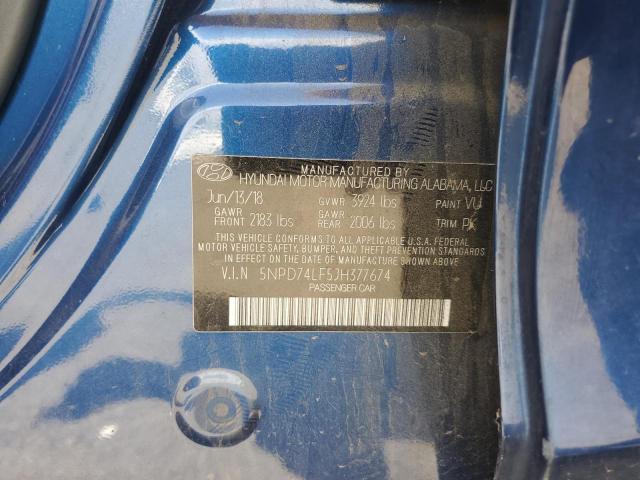 MANUFACTURED BY
HYUNDAI MOTOR MANUFACTURING ALABAMA, LLC
Jun/13/18 GVWR 3924 lbs PAINT
GAWR FRONT 2183 lbs GAWR REAR 2006 lbs TRIM
THIS VEHICLE CONFORMS TO ALL APPLICABLE U.S.A. FEDERAL
MOTOR VEHICLE SAFETY, BUMPER, AND THEFT PREVENTION STANDARDS
IN EFFECT ON THE DATE OF MANUFACTURE SHOWN ABOVE.
V.I.N 5NPD74LF5JH377674
PASSENGER CAR